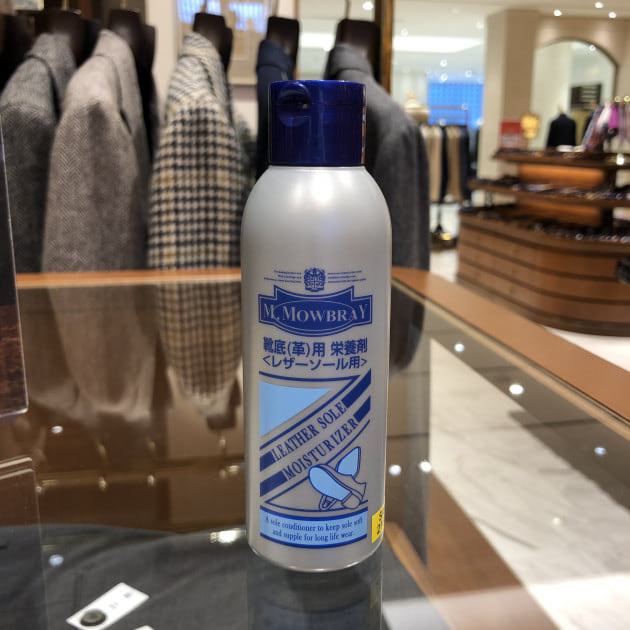 M. MOWBRAY
靴底(革)用 栄養剤
<レザーソール用>
LEATHER SOLE
MOISTURIZER
A sole conditioner to keep sole soft
and supple for long life wear.